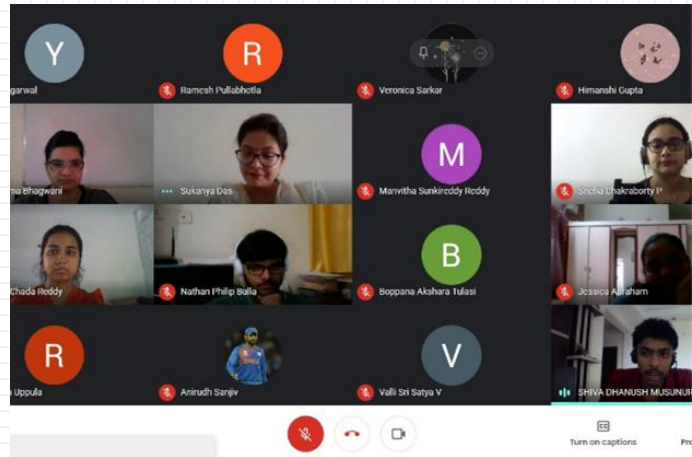 Y
R
garwal
Ramesh Pullabhotla
Veronica Sarkar
Himanshi Gupta
M
ma Bhagwani
Sukanya Das
Manvitha Sunkireddy Reddy
Sneha Chakraborty P
B
Chada Reddy
Nathan Philip Bulla
Boppana Akshara Tulasi
Jessica Abraham
R
V
Uppula
Anirudh Sanjiv
Valli Sri Satya V
SHIVA DHANUSH MUSUNUR
Turn on captions